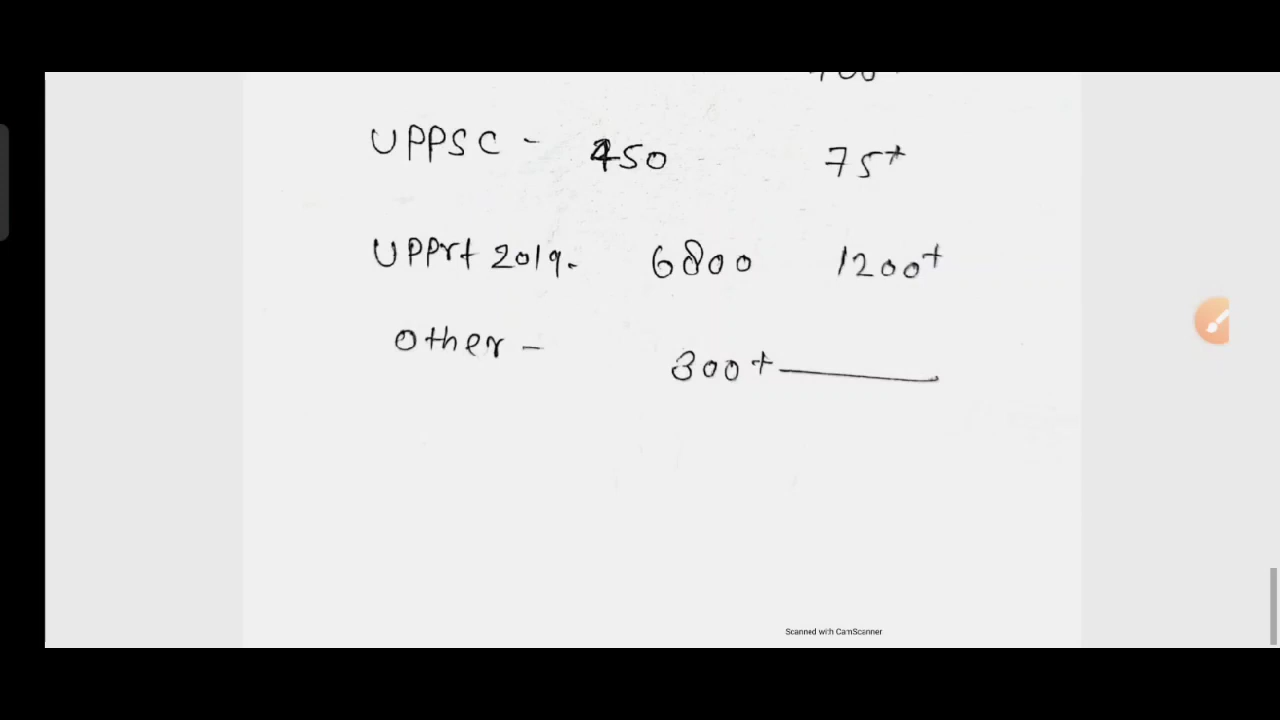 UPPSC - 450 75+
UPPrt 2019. 6800 1200+
other - 300+
Scanned with CamScanner